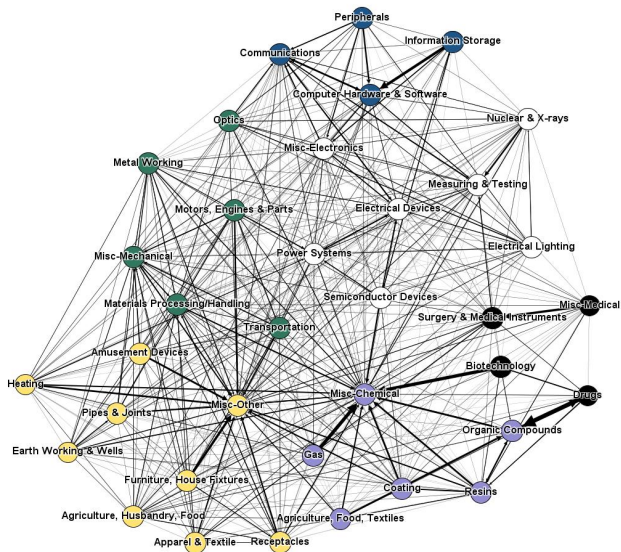 Peripherals
Information Storage
Communications
Computer Hardware & Software
Optics
Nuclear & X-rays
Misc-Electronics
Metal Working
Measuring & Testing
Motors, Engines & Parts
Electrical Devices
Electrical Lighting
Power Systems
Misc-Mechanical
Semiconductor Devices
Materials Processing/Handling
Misc-Medical
Surgery & Medical Instruments
Transportation
Amusement Devices
Biotechnology
Heating
Misc-Chemical
Drugs
Misc-Other
Pipes & Joints
Organic Compounds
Earth Working & Wells
Gas
Furniture, House Fixtures
Coating
Resins
Agriculture, Husbandry, Food
Agriculture, Food, Textiles
Apparel & Textile
Receptacles